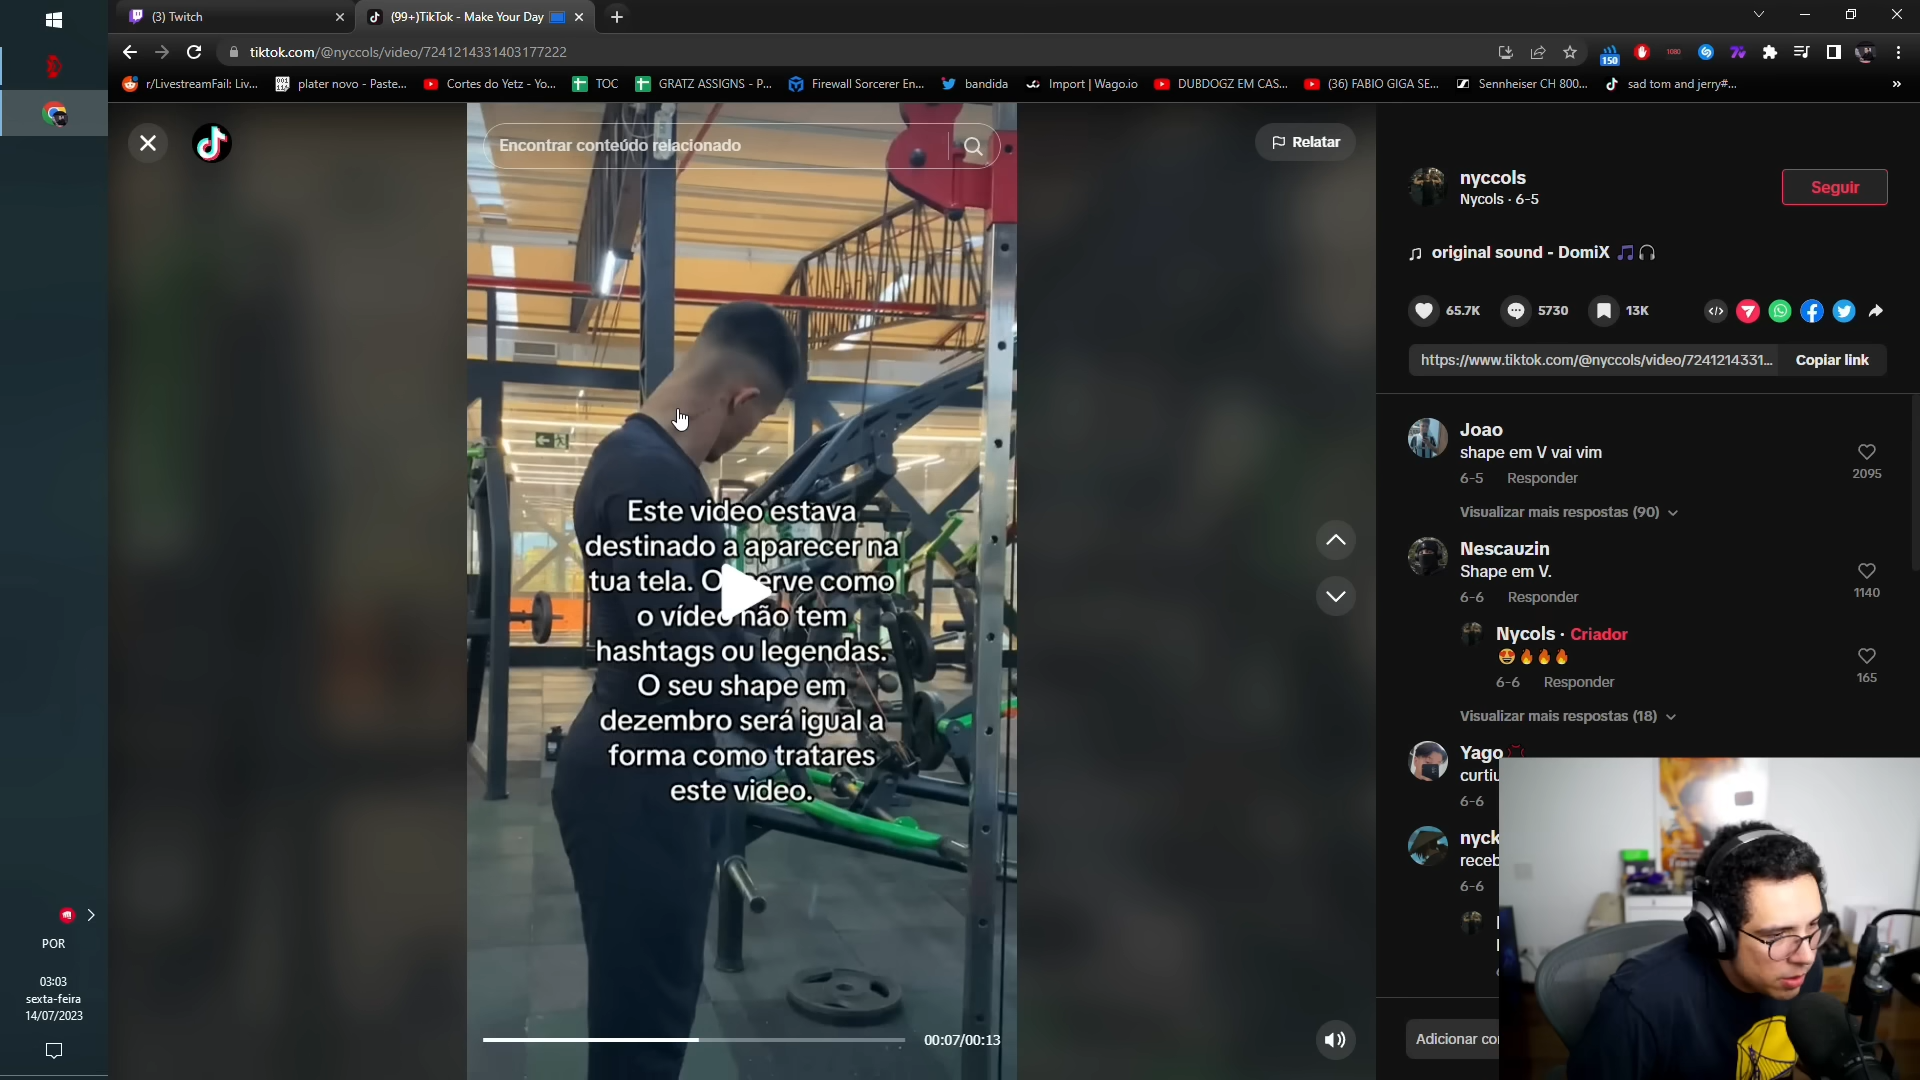 (3) Twitch
(99+)TikTok - Make Your Day
tiktok.com/@nyccols/video/7241214331403177222
150
1080
r/LivestreamFail: Liv...
plater novo - Paste...
Cortes do Yetz - Yo...
TOC
GRATZ ASSIGNS - P...
Firewall Sorcerer En...
bandida
Import | Wago.io
DUBDOGZ EM CAS...
(36) FABIO GIGA SE...
Sennheiser CH 800...
sad tom and jerry#...
»
Encontrar conteúdo relacionado
Relatar
Este video estava
destinado a aparecer na
tua tela. O erve como
o vídeo não tem
hashtags ou legendas.
O seu shape em
dezembro será igual a
forma como tratares
este video.
00:07/00:13
nyccols
Nycols · 6-5
Seguir
original sound - DomiX
65.7K
5730
13K
https://www.tiktok.com/@nyccols/video/7241214331...
Copiar link
Joao
shape em V vai vim
6-5 Responder
2095
Visualizar mais respostas (90)
Nescauzin
Shape em V.
6-6 Responder
1140
Nycols · Criador
😍🔥🔥🔥
6-6 Responder
165
Visualizar mais respostas (18)
Yago
curtiu
6-6
nyck
receb
6-6
Adicionar co
POR
03:03
sexta-feira
14/07/2023